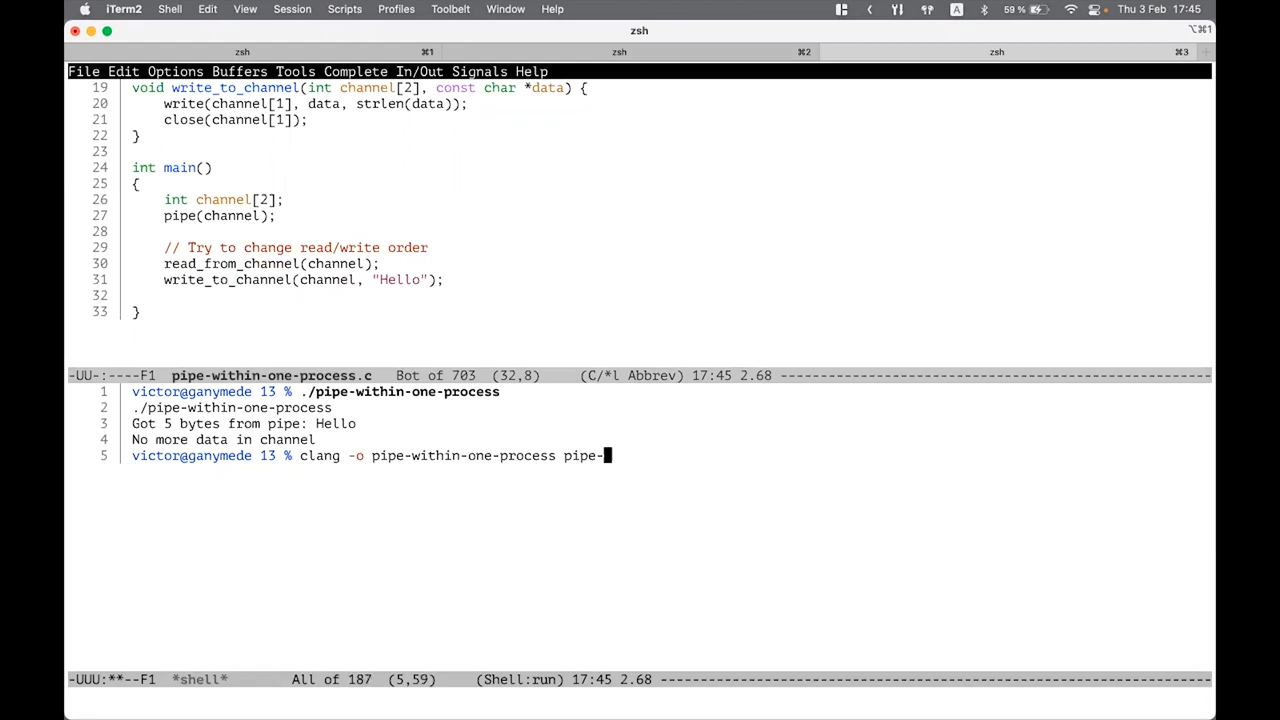 iTerm2 Shell Edit View Session Scripts Profiles Toolbelt Window Help A 59 % Thu 3 Feb 17:45
zsh ⌥⌘1
zsh ⌘1 zsh ⌘2 zsh ⌘3
File Edit Options Buffers Tools Complete In/Out Signals Help
19 void write_to_channel(int channel[2], const char *data) {
20     write(channel[1], data, strlen(data));
21     close(channel[1]);
22 }
23
24 int main()
25 {
26     int channel[2];
27     pipe(channel);
28
29     // Try to change read/write order
30     read_from_channel(channel);
31     write_to_channel(channel, "Hello");
32
33 }
-UU-:----F1  pipe-within-one-process.c   Bot of 703  (32,8)     (C/*l Abbrev) 17:45 2.68 ------------------------------------------------------
1 victor@ganymede 13 % ./pipe-within-one-process
2 ./pipe-within-one-process
3 Got 5 bytes from pipe: Hello
4 No more data in channel
5 victor@ganymede 13 % clang -o pipe-within-one-process pipe-
-UUU:**--F1  *shell*        All of 187  (5,59)     (Shell:run) 17:45 2.68 ---------------------------------------------------------------------